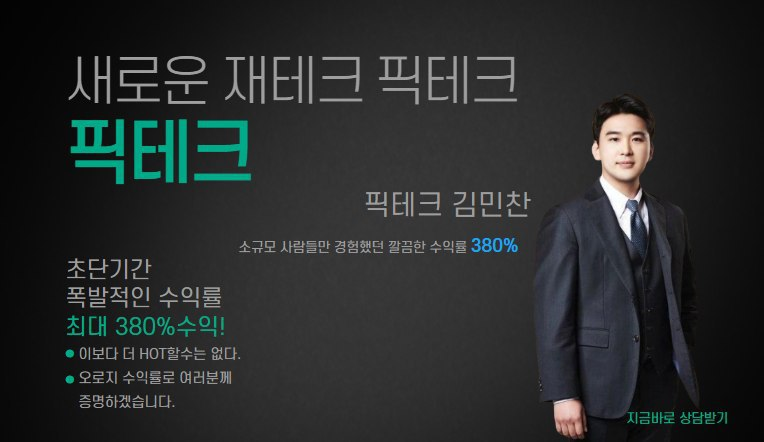 새로운 재테크 픽테크
픽테크
픽테크 김민찬
소규모 사람들만 경험했던 깔끔한 수익률 380%
초단기간
폭발적인 수익률
최대 380%수익!
이보다 더 HOT할수는 없다.
오로지 수익률로 여러분께
증명하겠습니다.
지금바로 상담받기